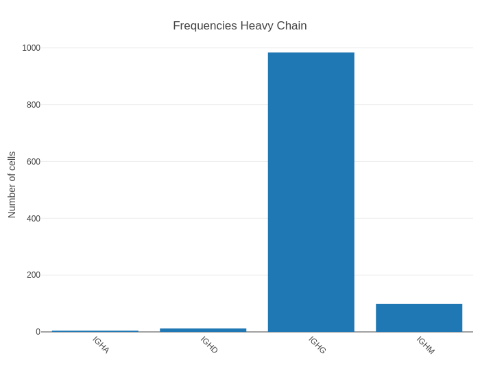 Frequencies Heavy Chain
1000
800
600
400
200
0
Number of cells
IGHA
IGHD
IGHG
IGHM